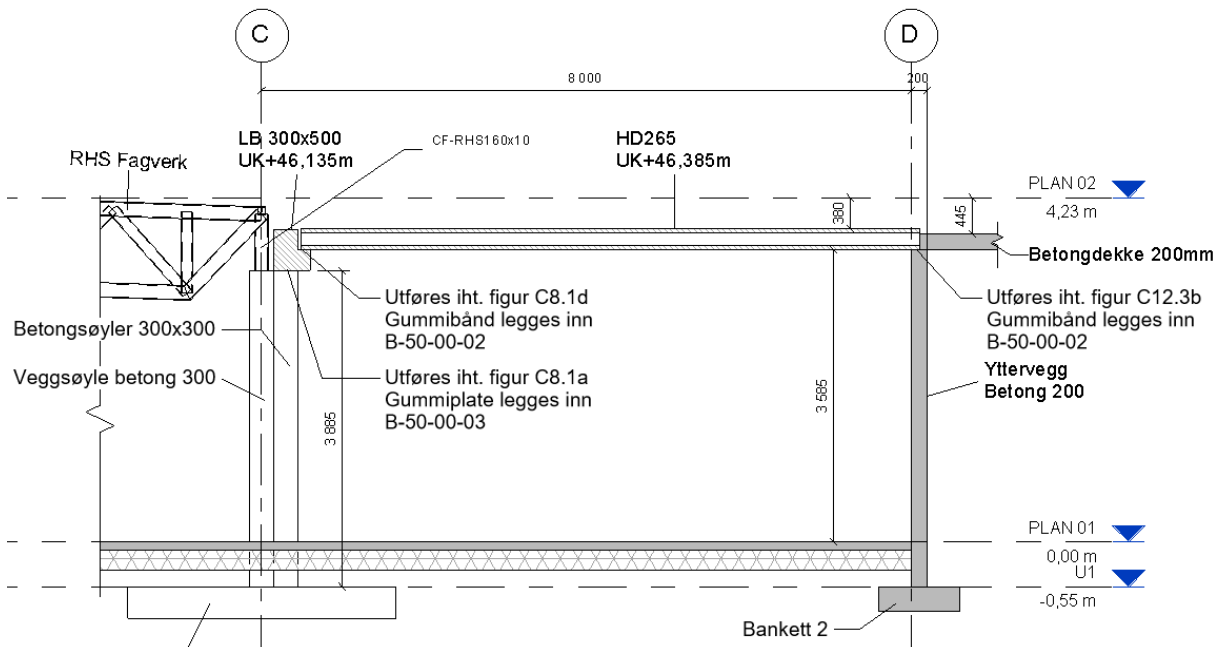 C
D
8 000
200
RHS Fagverk
LB 300x500
UK+46,135m
CF-RHS160x10
HD265
UK+46,385m
PLAN 02
4,23 m
380
445
Betongdekke 200mm
Utføres iht. figur C8.1d
Gummibånd legges inn
B-50-00-02
Utføres iht. figur C12.3b
Gummibånd legges inn
B-50-00-02
Betongsøyler 300x300
Veggsøyle betong 300
Utføres iht. figur C8.1a
Gummiplate legges inn
B-50-00-03
Yttervegg
Betong 200
3 885
3 585
PLAN 01
0,00 m
U1
-0,55 m
Bankett 2